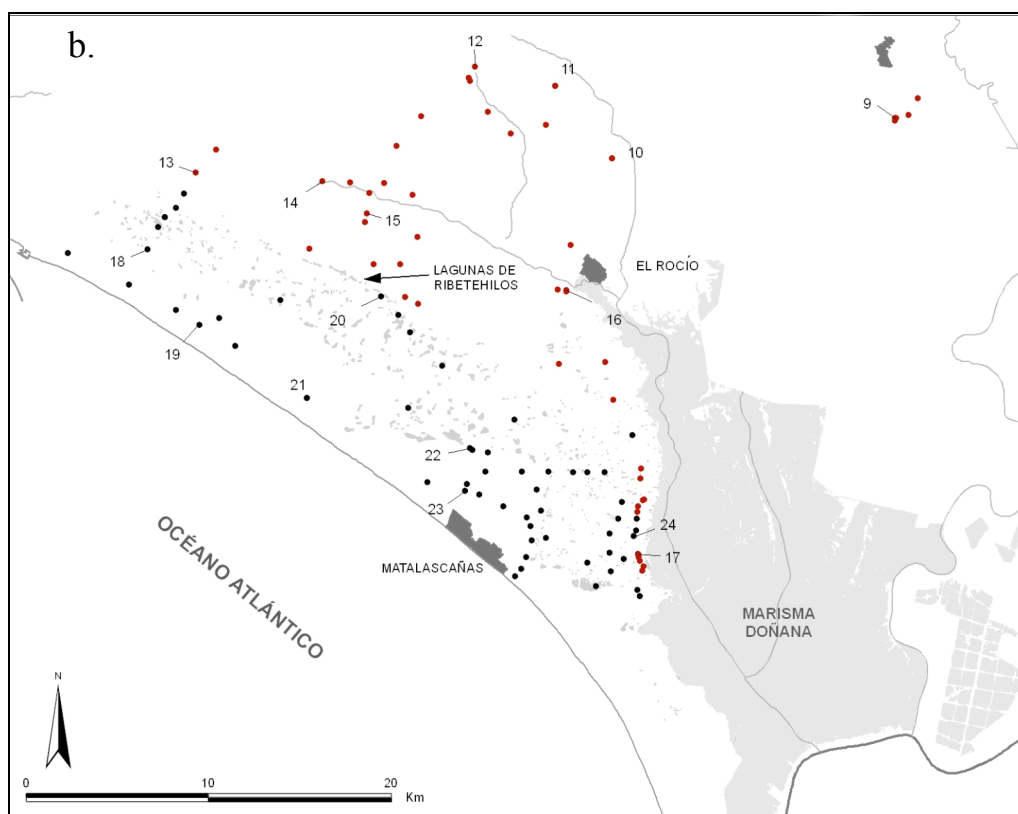 b.
12
11
9
10
13
14
15
18
LAGUNAS DE
RIBETEHILOS
EL ROCÍO
20
16
19
21
22
23
24
17
MATALASCAÑAS
OCÉANO ATLÁNTICO
MARISMA
DOÑANA
N
0
10
20
Km